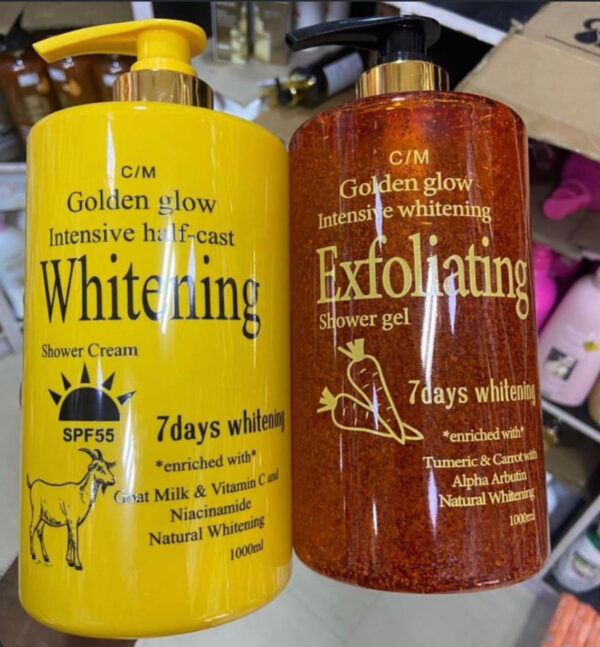 C/M
Golden glow
Intensive half-cast
Whitening
Shower Cream
SPF55
7days whitening
*enriched with*
Goat Milk & Vitamin C and
Niacinamide
Natural Whitening
1000ml
C/M
Golden glow
Intensive whitening
Exfoliating
Shower gel
7days whitening
*enriched with*
Tumeric & Carrot with
Alpha Arbutin
Natural Whitening
1000ml